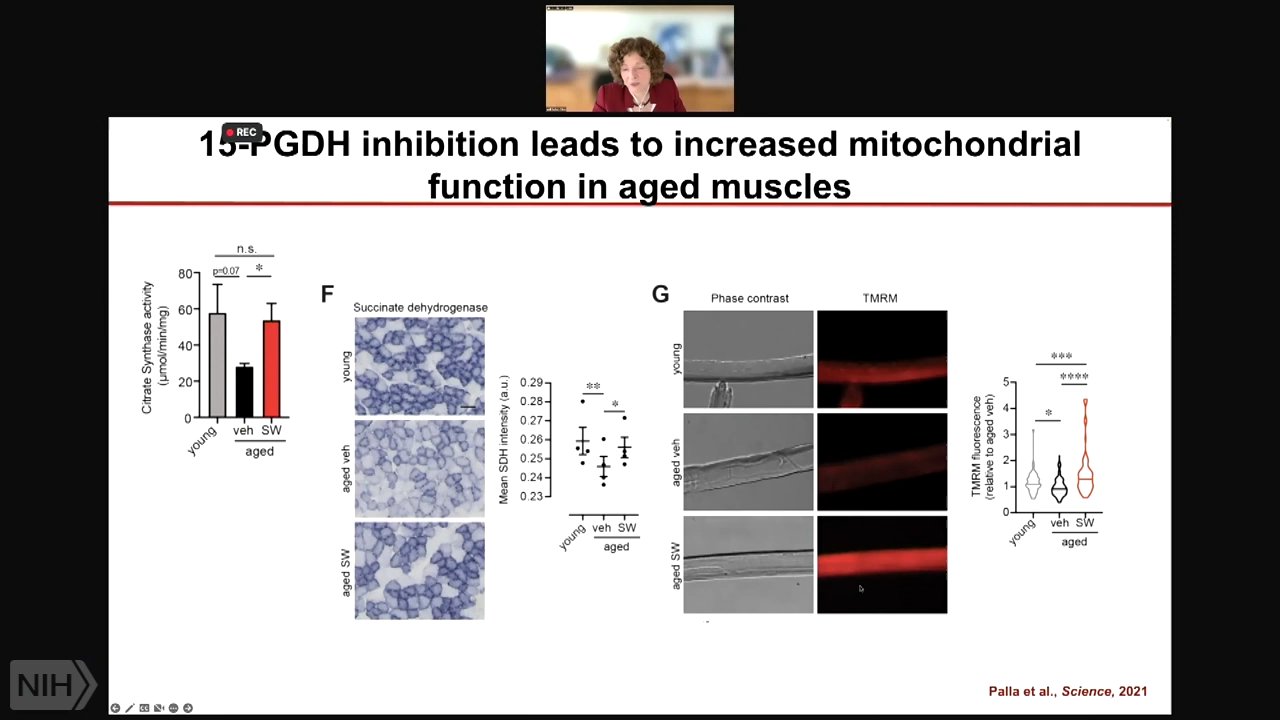 REC
15-PGDH inhibition leads to increased mitochondrial
function in aged muscles
n.s.
p=0.07
*
80
60
40
20
0
Citrate Synthase activity
(µmol/min/mg)
young
veh
SW
aged
F
Succinate dehydrogenase
young
aged veh
aged SW
Mean SDH intensity (a.u.)
0.29
0.28
0.27
0.26
0.25
0.24
0.23
**
*
young
veh
SW
aged
G
Phase contrast
TMRM
young
aged veh
aged SW
TMRM fluorescence
(relative to aged veh)
5
4
3
2
1
0
***
****
*
young
veh
SW
aged
NIH
Palla et al., Science, 2021